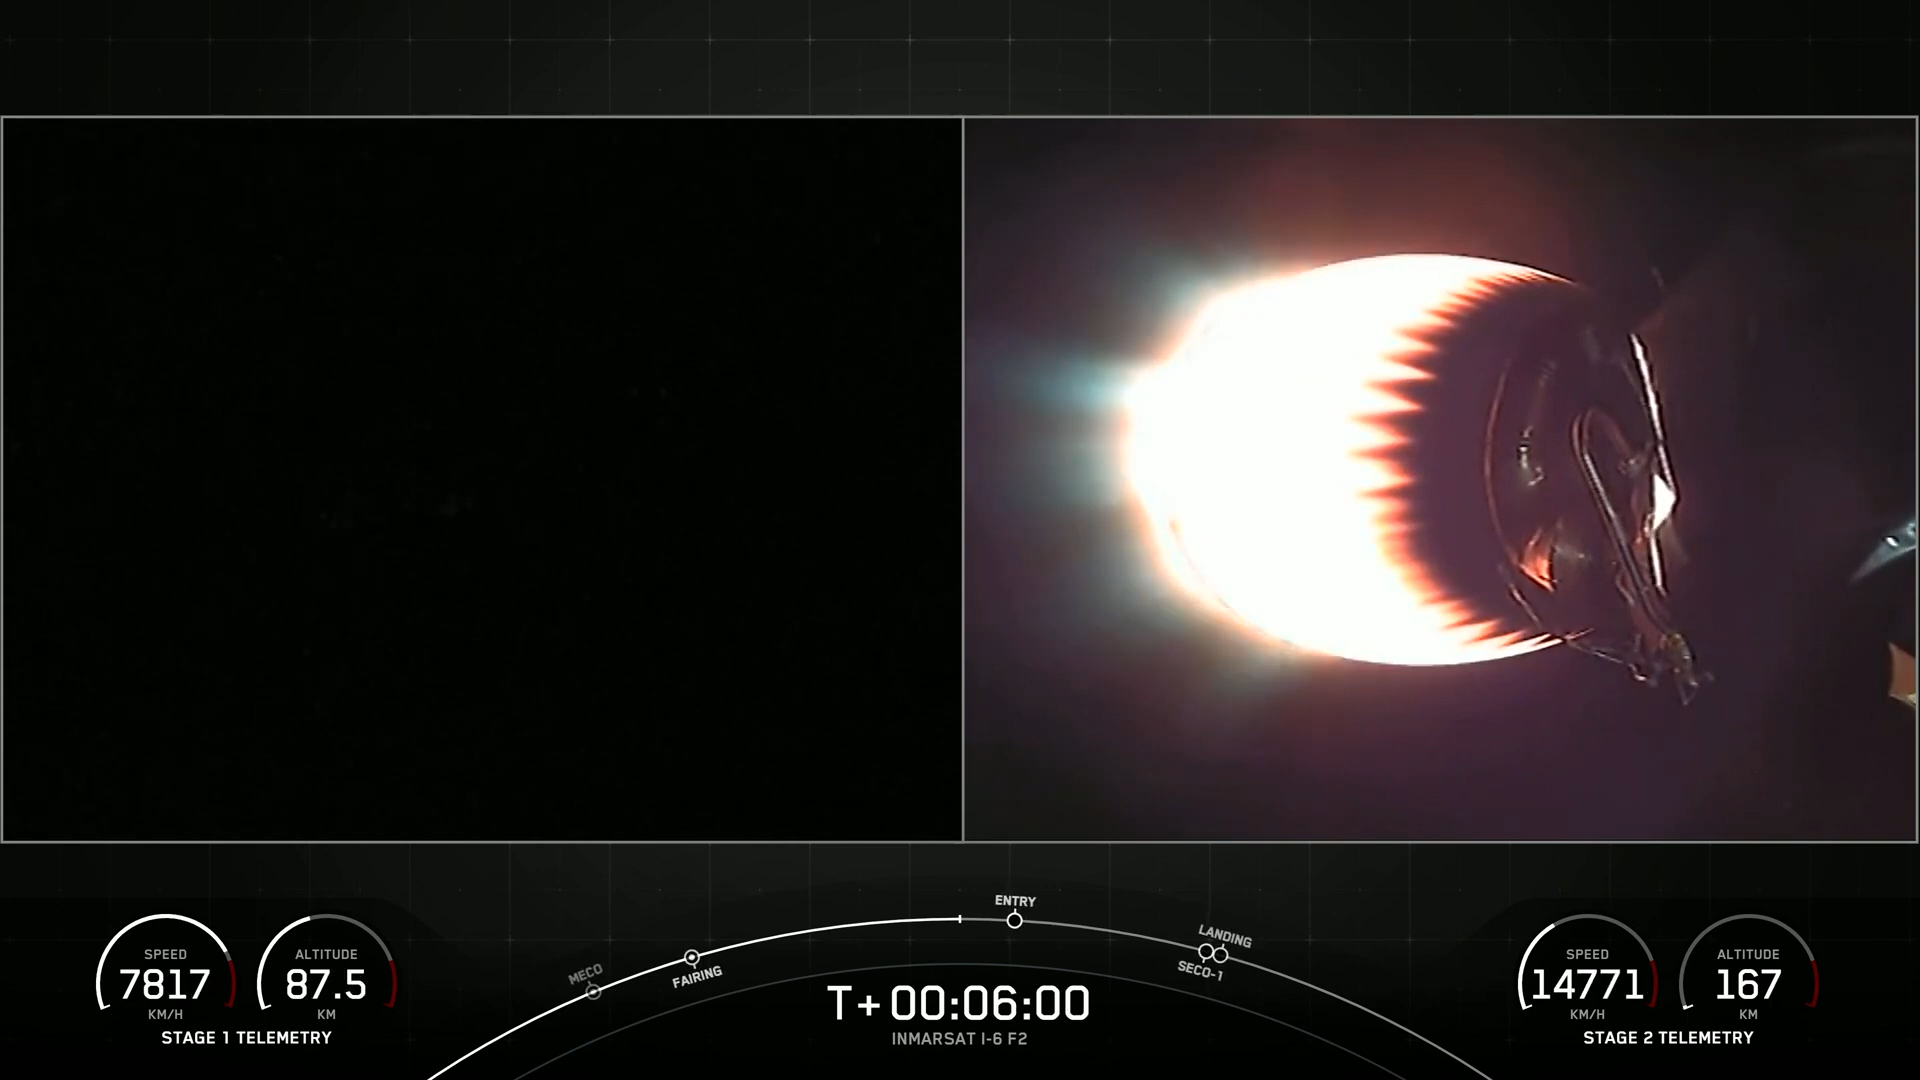 ENTRY
LANDING
SECO-1
FAIRING
MECO
SPEED
7817
KM/H
ALTITUDE
87.5
KM
STAGE 1 TELEMETRY
T+00:06:00
INMARSAT I-6 F2
SPEED
14771
KM/H
ALTITUDE
167
KM
STAGE 2 TELEMETRY